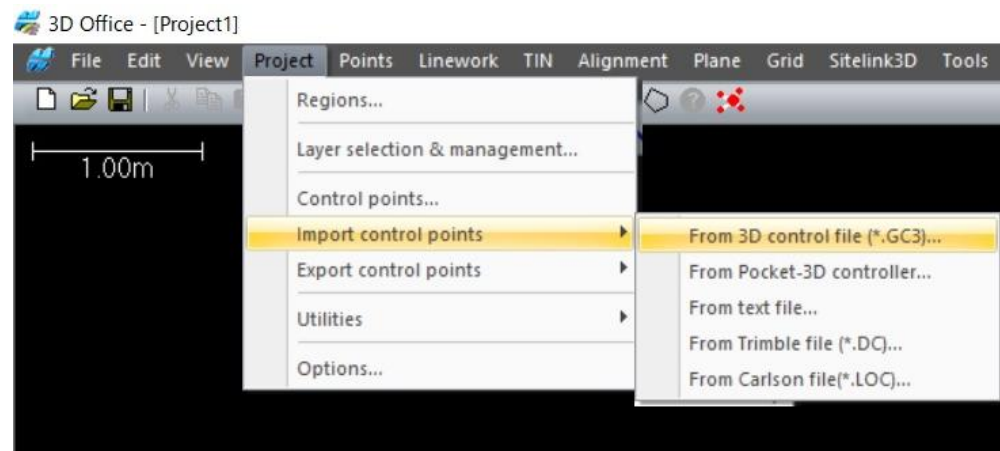 3D Office - [Project1]
File Edit View Project Points Linework TIN Alignment Plane Grid Sitelink3D Tools
1.00m
Regions...
Layer selection & management...
Control points...
Import control points
Export control points
Utilities
Options...
From 3D control file (*.GC3)...
From Pocket-3D controller...
From text file...
From Trimble file (*.DC)...
From Carlson file(*.LOC)...